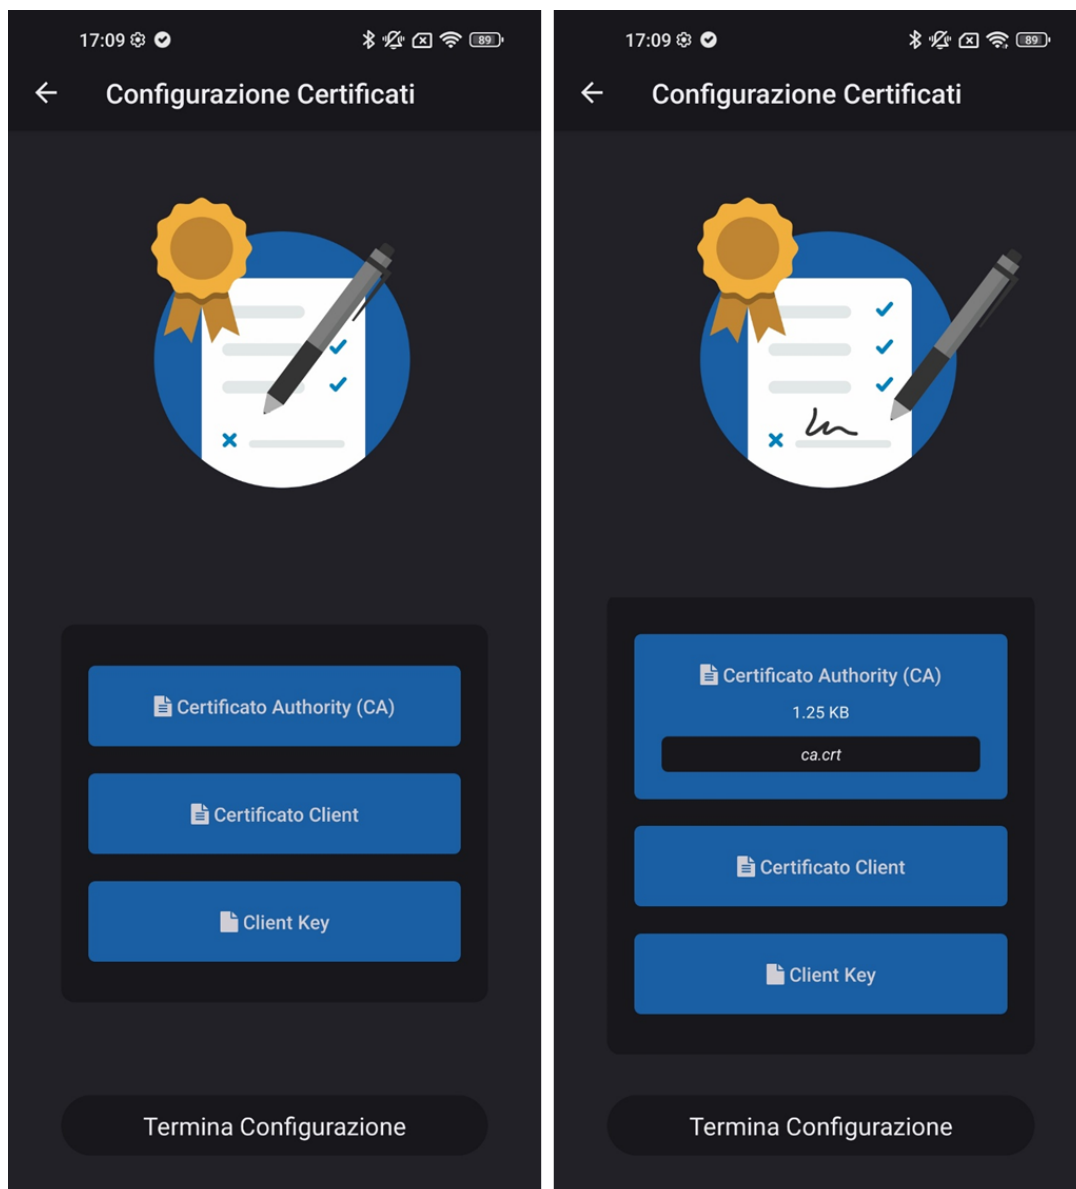 17:09
89
Configurazione Certificati
Certificato Authority (CA)
Certificato Client
Client Key
Termina Configurazione
17:09
89
Configurazione Certificati
Certificato Authority (CA)
1.25 KB
ca.crt
Certificato Client
Client Key
Termina Configurazione